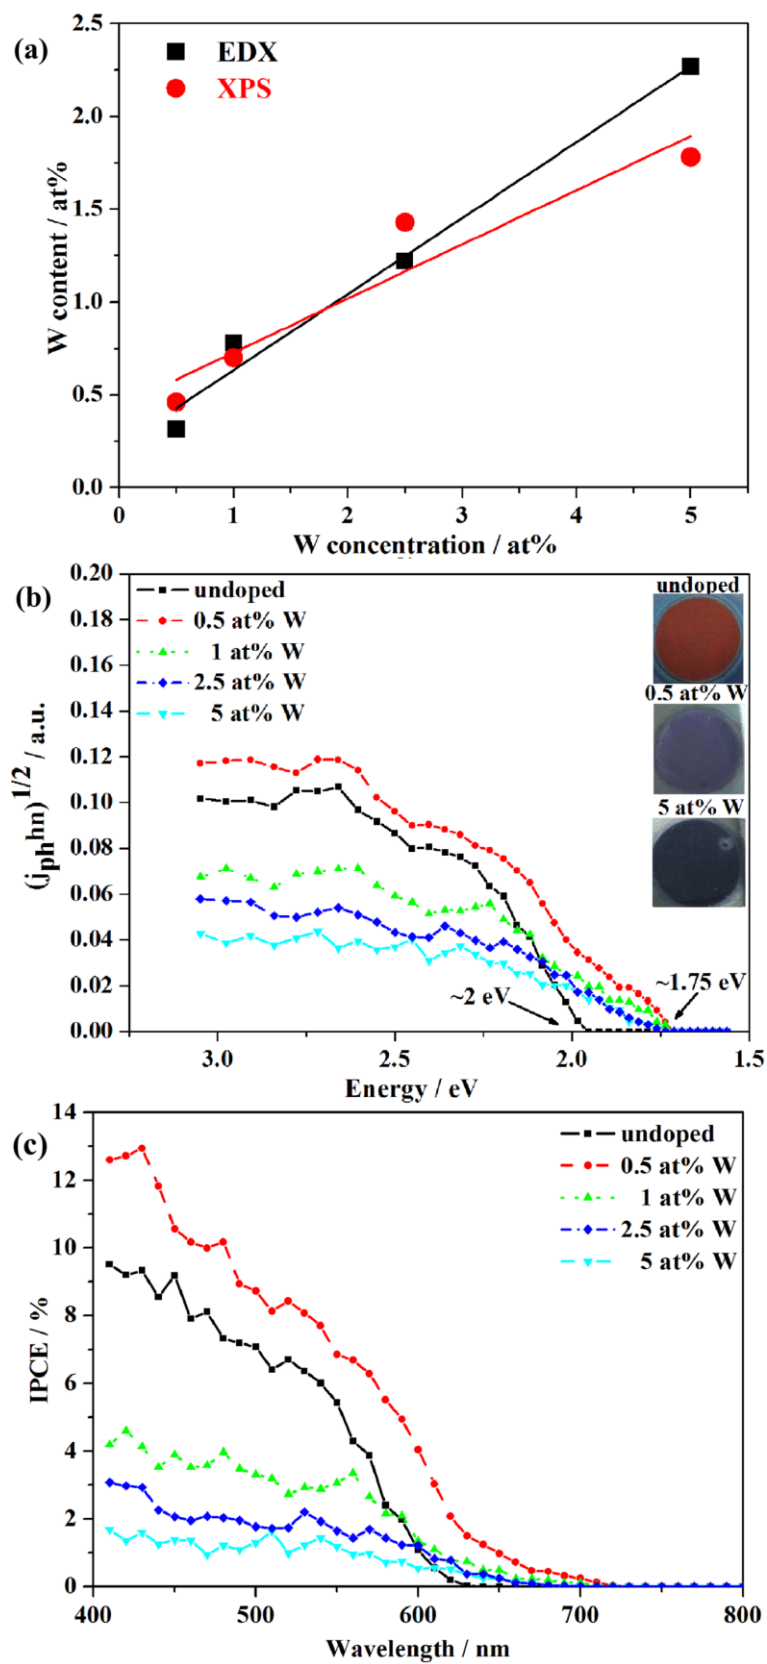 (a)
EDX
XPS
2.5
2.0
1.5
1.0
0.5
0.0
W content / at%
0 1 2 3 4 5
W concentration / at%
(b)
undoped
0.5 at% W
1 at% W
2.5 at% W
5 at% W
undoped
0.5 at% W
5 at% W
0.20
0.18
0.16
0.14
0.12
0.10
0.08
0.06
0.04
0.02
0.00
(jphhn)1/2 / a.u.
~2 eV
~1.75 eV
3.0 2.5 2.0 1.5
Energy / eV
(c)
undoped
0.5 at% W
1 at% W
2.5 at% W
5 at% W
14
12
10
8
6
4
2
0
IPCE / %
400 500 600 700 800
Wavelength / nm